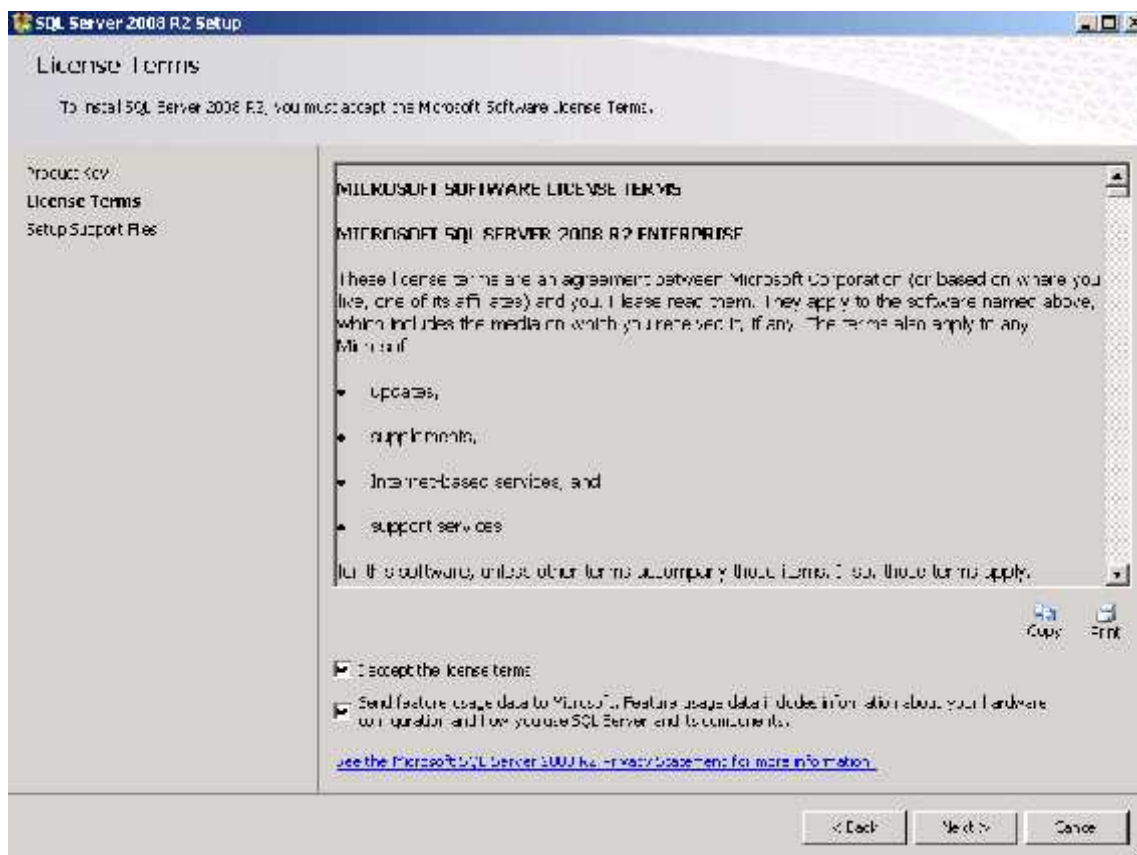 SQL Server 2008 R2 Setup
License Terms
To install SQL Server 2008 R2, you must accept the Microsoft Software License Terms.
Product Key
License Terms
Setup Support Files
MICROSOFT SOFTWARE LICENSE TERMS
MICROSOFT SQL SERVER 2008 R2 ENTERPRISE
These license terms are an agreement between Microsoft Corporation (or based on where you
live, one of its affiliates) and you. Please read them. They apply to the software named above,
which includes the media on which you received it, if any. The terms also apply to any
Microsoft
• updates,
• supplements,
• Internet-based services, and
• support services
for this software, unless other terms accompany those items. If so, those terms apply.
Copy
Print
I accept the license terms.
Send feature usage data to Microsoft. Feature usage data includes information about your hardware
configuration and how you use SQL Server and its components.
See the Microsoft SQL Server 2008 R2 Privacy Statement for more information.
< Back
Next >
Cancel